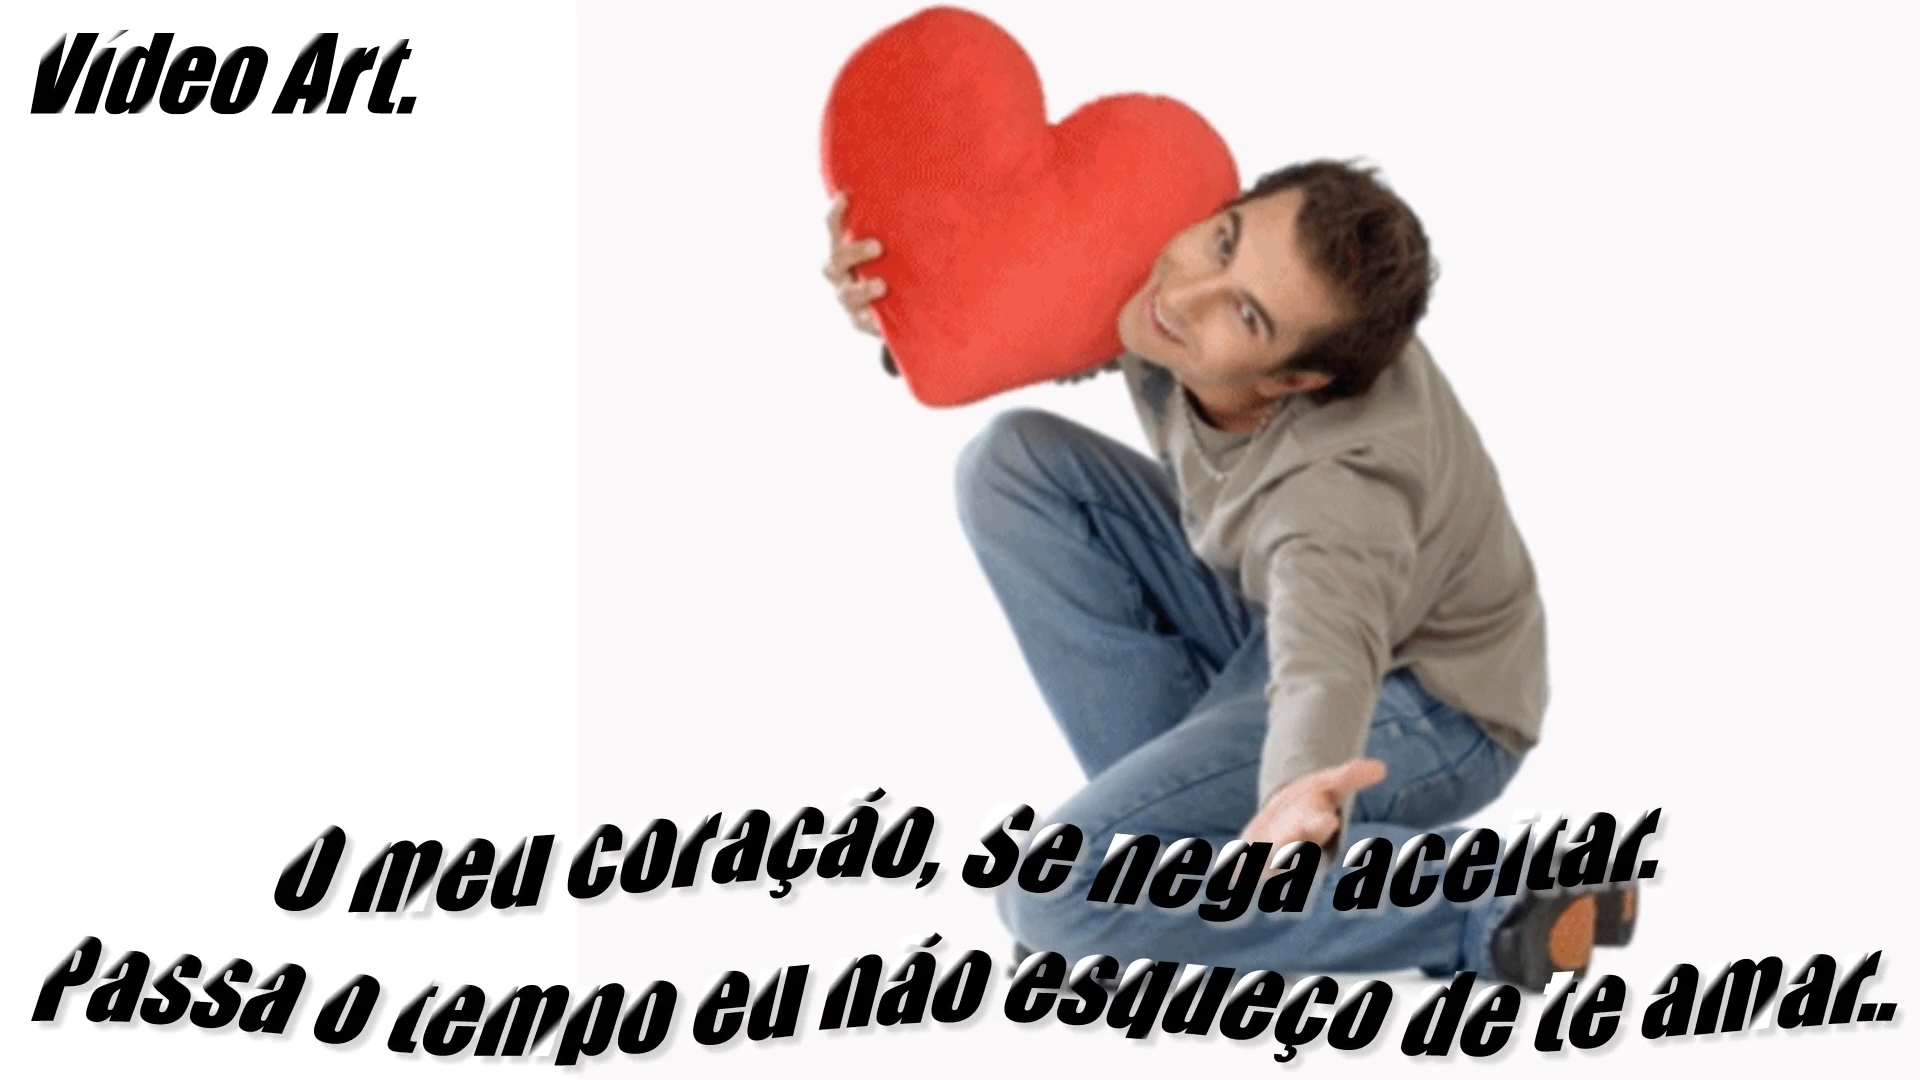 Vídeo Art.
O meu coração, Se nega aceitar.
Passa o tempo eu não esqueço de te amar..